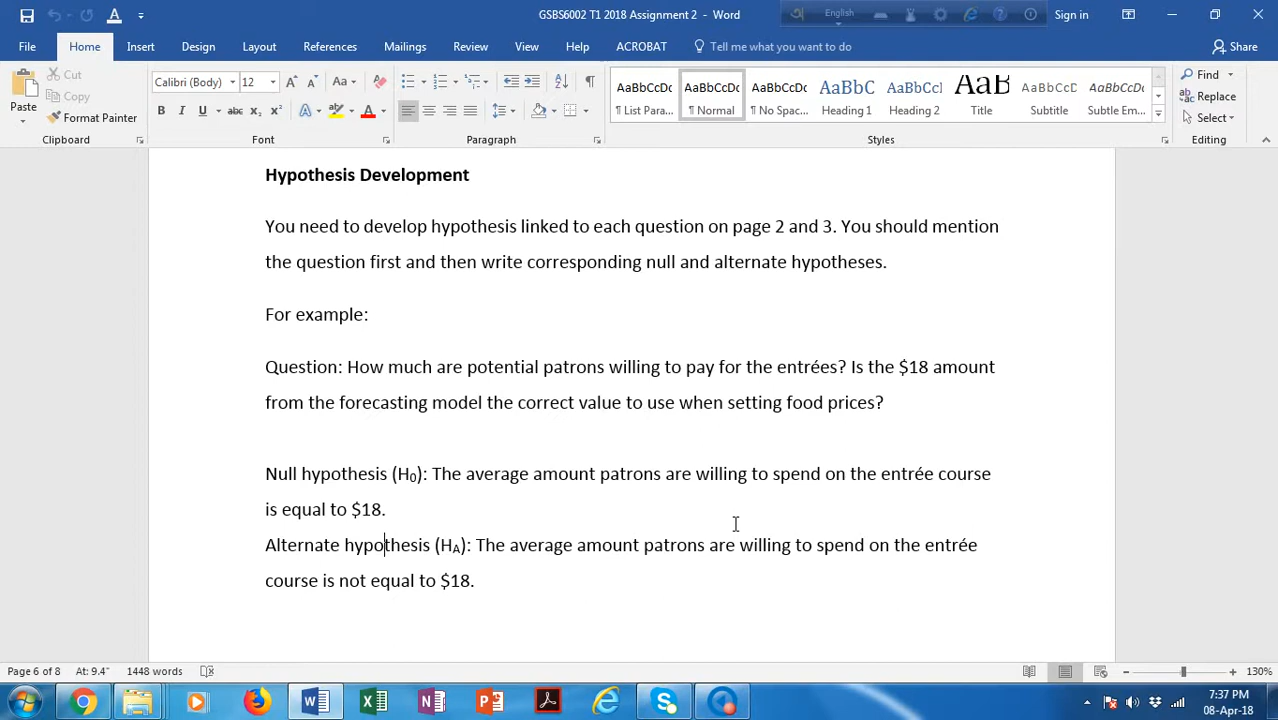 GSBS6002 T1 2018 Assignment 2 - Word
English
Sign in
File Home Insert Design Layout References Mailings Review View Help ACROBAT Tell me what you want to do Share
Paste
Cut
Copy
Format Painter
Clipboard
Calibri (Body) 12
Font
Paragraph
AaBbCcDc AaBbCcDc AaBbCcDc AaBbC AaBbCcI AaB AaBbCcDc AaBbCcDc
¶ List Para... ¶ Normal ¶ No Spac... Heading 1 Heading 2 Title Subtitle Subtle Em...
Styles
Find
Replace
Select
Editing
Hypothesis Development
You need to develop hypothesis linked to each question on page 2 and 3. You should mention
the question first and then write corresponding null and alternate hypotheses.
For example:
Question: How much are potential patrons willing to pay for the entrées? Is the $18 amount
from the forecasting model the correct value to use when setting food prices?
Null hypothesis (H0): The average amount patrons are willing to spend on the entrée course
is equal to $18.
Alternate hypothesis (HA): The average amount patrons are willing to spend on the entrée
course is not equal to $18.
Page 6 of 8 At: 9.4" 1448 words 130%
7:37 PM
08-Apr-18